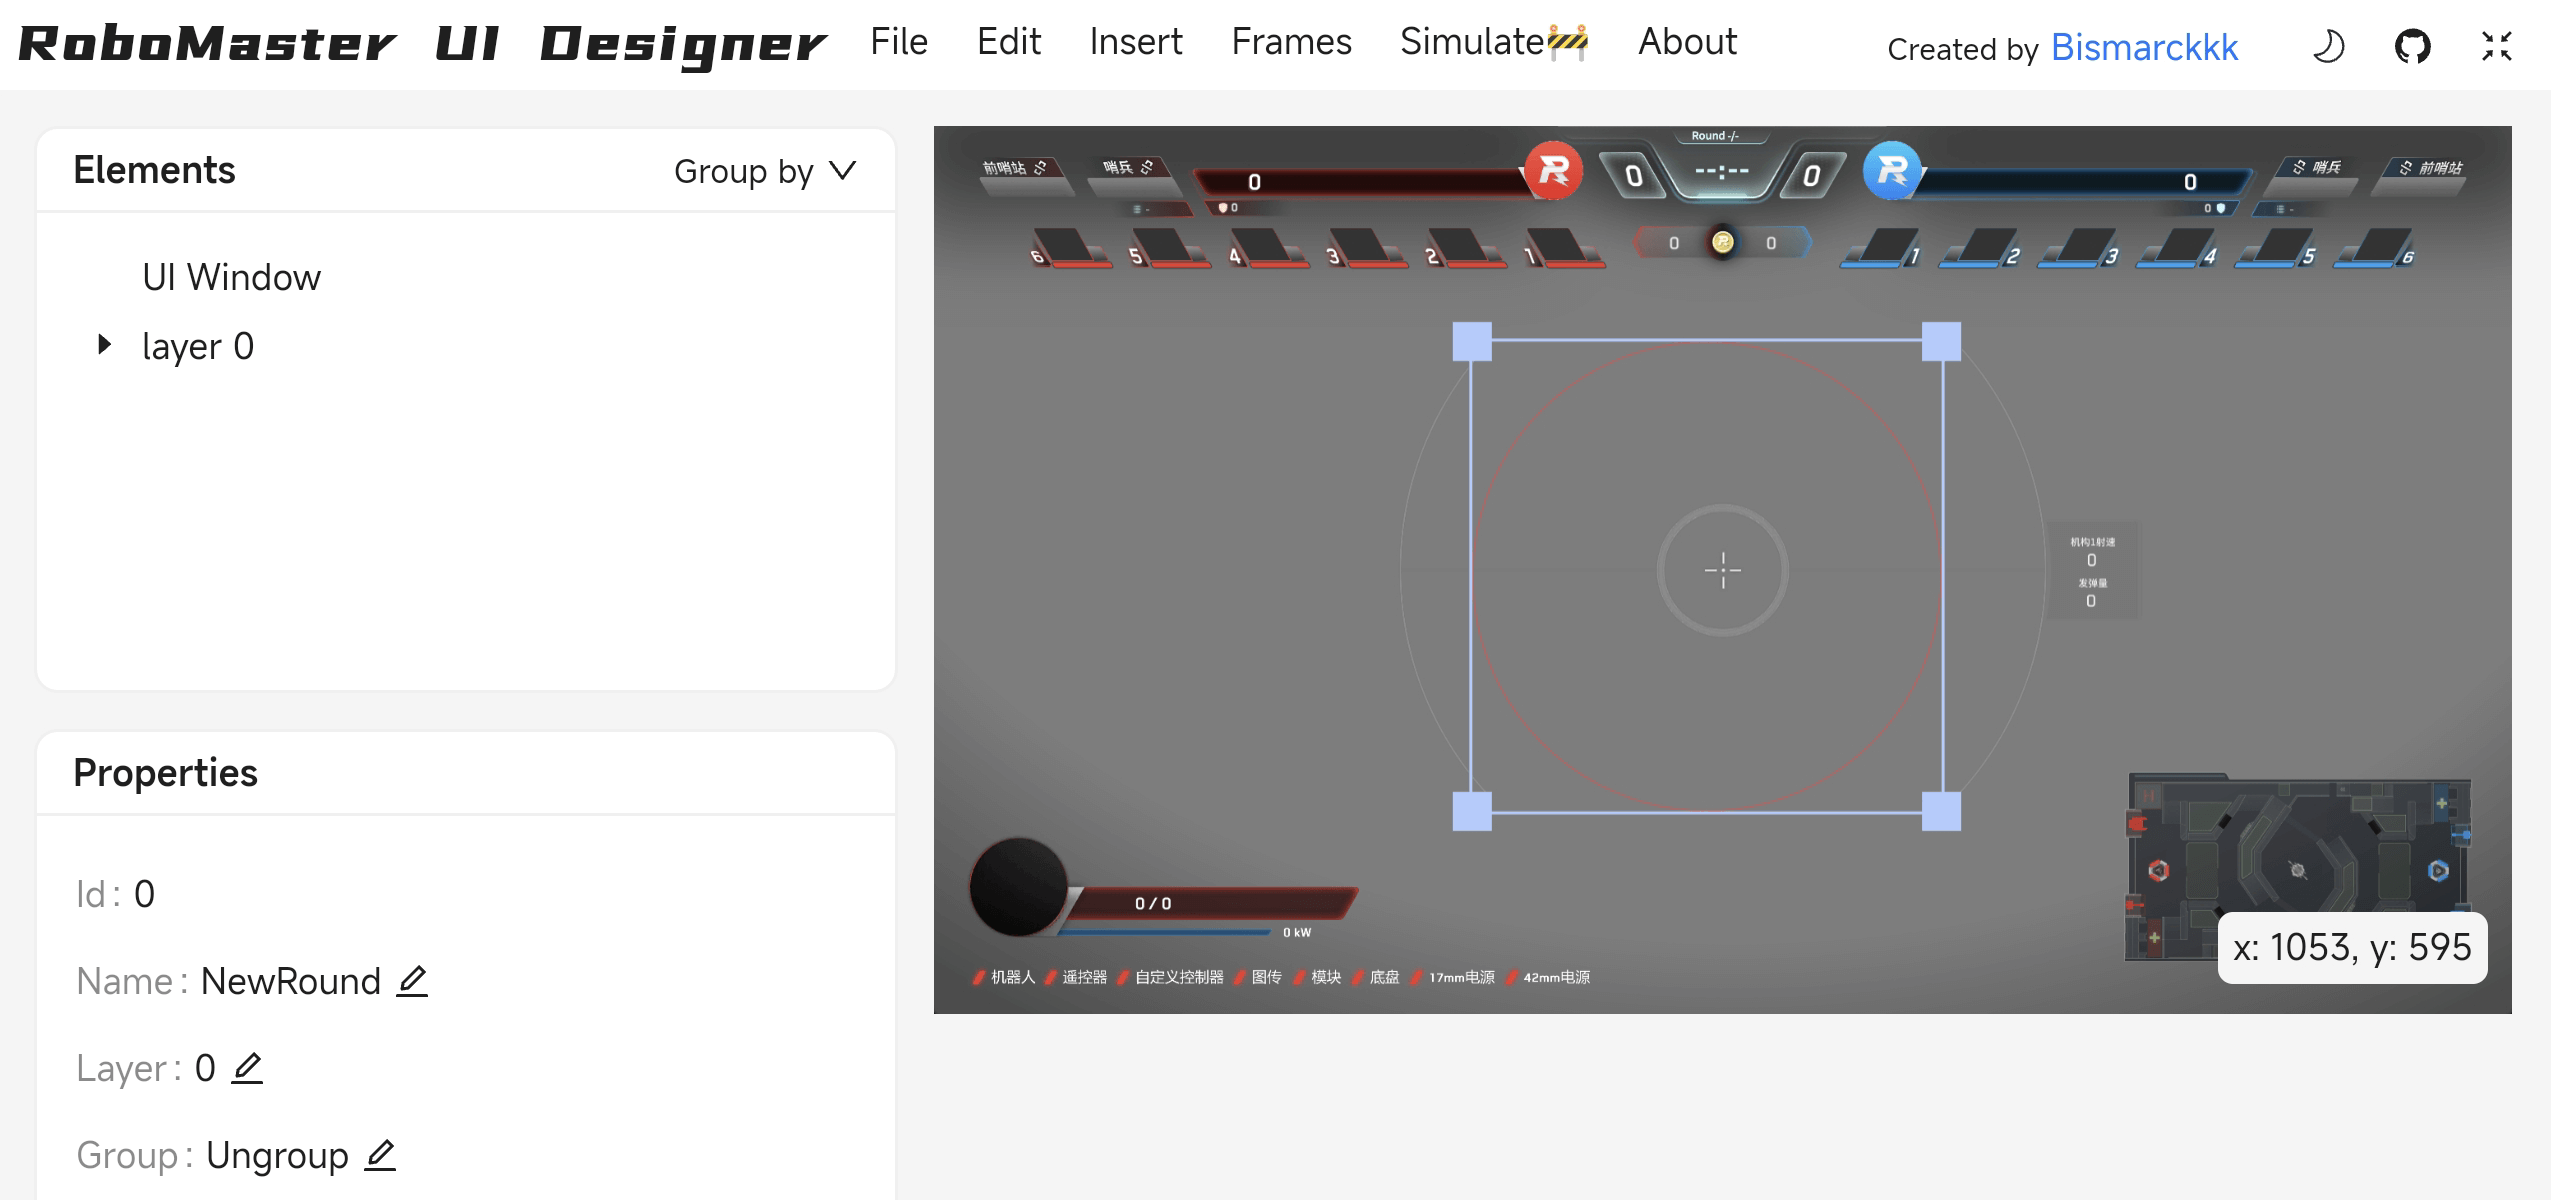 RoboMaster UI Designer File Edit Insert Frames Simulate🚧 About Created by Bismarckkk
Elements Group by
UI Window
layer 0
Properties
Id: 0
Name: NewRound
Layer: 0
Group: Ungroup
Round -/-
前哨站 哨兵 0 0 --:-- 0 0 哨兵 前哨站
- 0 0 -
6 5 4 3 2 1 0 0 1 2 3 4 5 6
机构1射速
0
发弹量
0
0 / 0
0 kW
x: 1053, y: 595
机器人 遥控器 自定义控制器 图传 模块 底盘 17mm电源 42mm电源